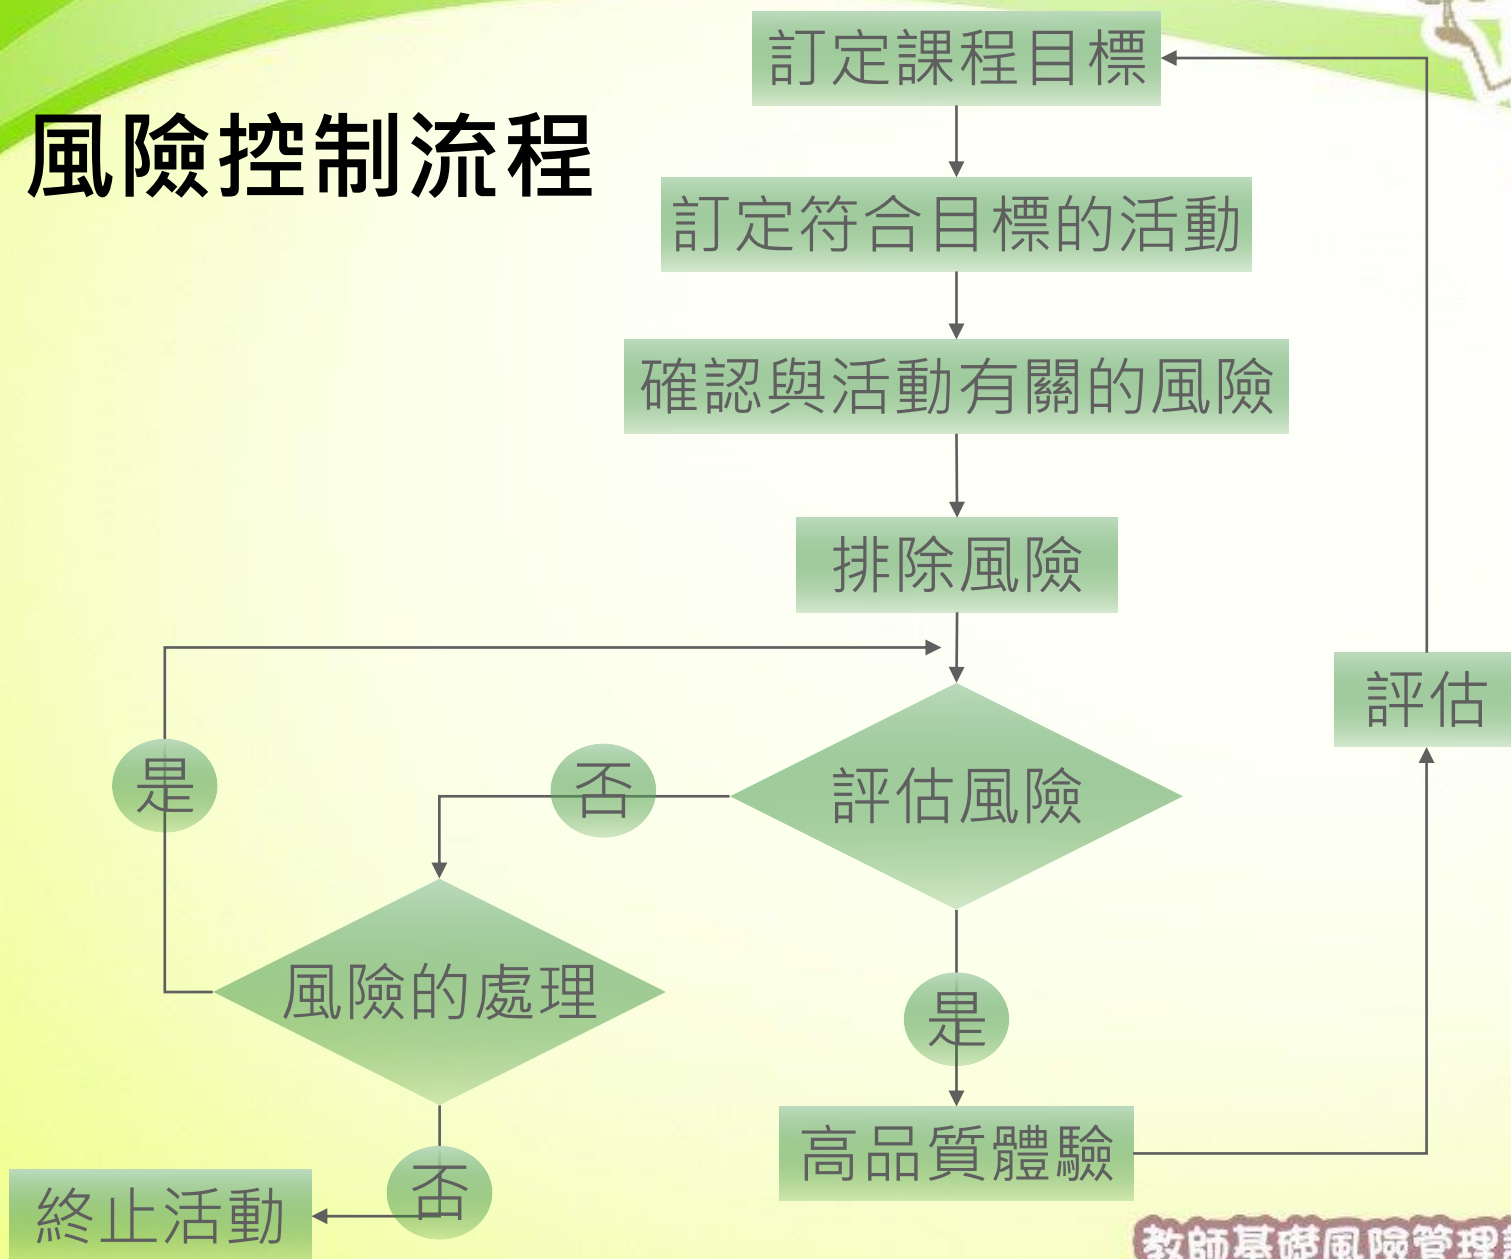 訂定課程目標
風險控制流程
訂定符合目標的活動
確認與活動有關的風險
排除風險
評估
是
否
評估風險
風險的處理
是
高品質體驗
否
終止活動
教師基礎風險管理